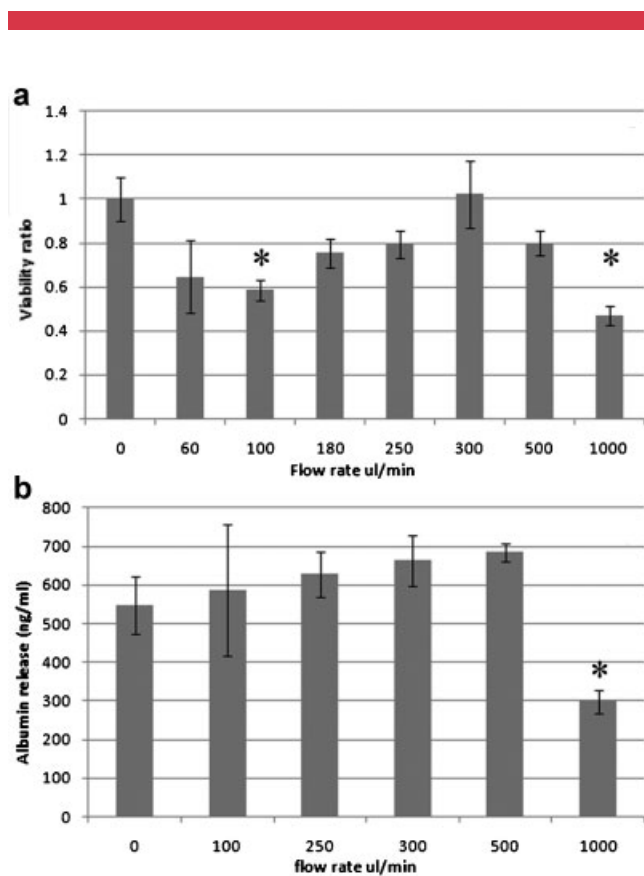 a
1.4
1.2
1
0.8
0.6
0.4
0.2
0
Viability ratio
*
*
0 60 100 180 250 300 500 1000
Flow rate ul/min
b
800
700
600
500
400
300
200
100
0
Albumin release (ng/ml)
*
0 100 250 300 500 1000
flow rate ul/min